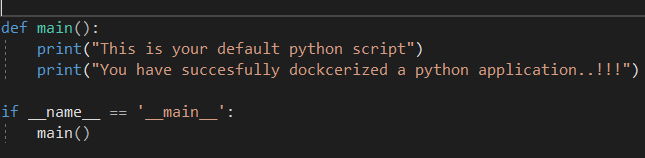 def main():
    print("This is your default python script")
    print("You have succesfully dockcerized a python application..!!!")
if __name__ == '__main__':
    main()